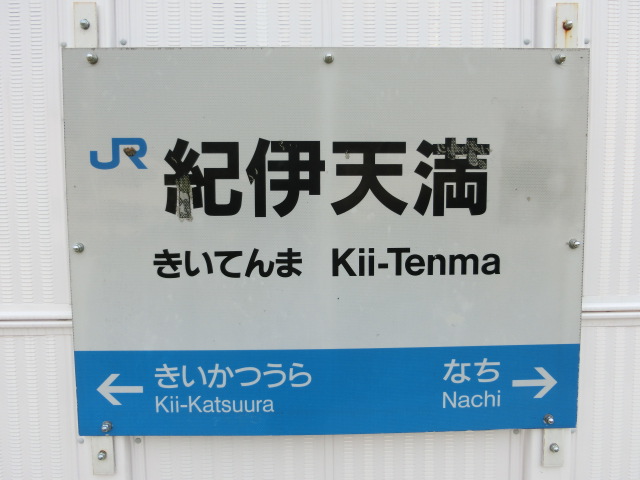 JR 紀伊天満
きいてんま Kii-Tenma
← きいかつうら なち →
Kii-Katsuura Nachi